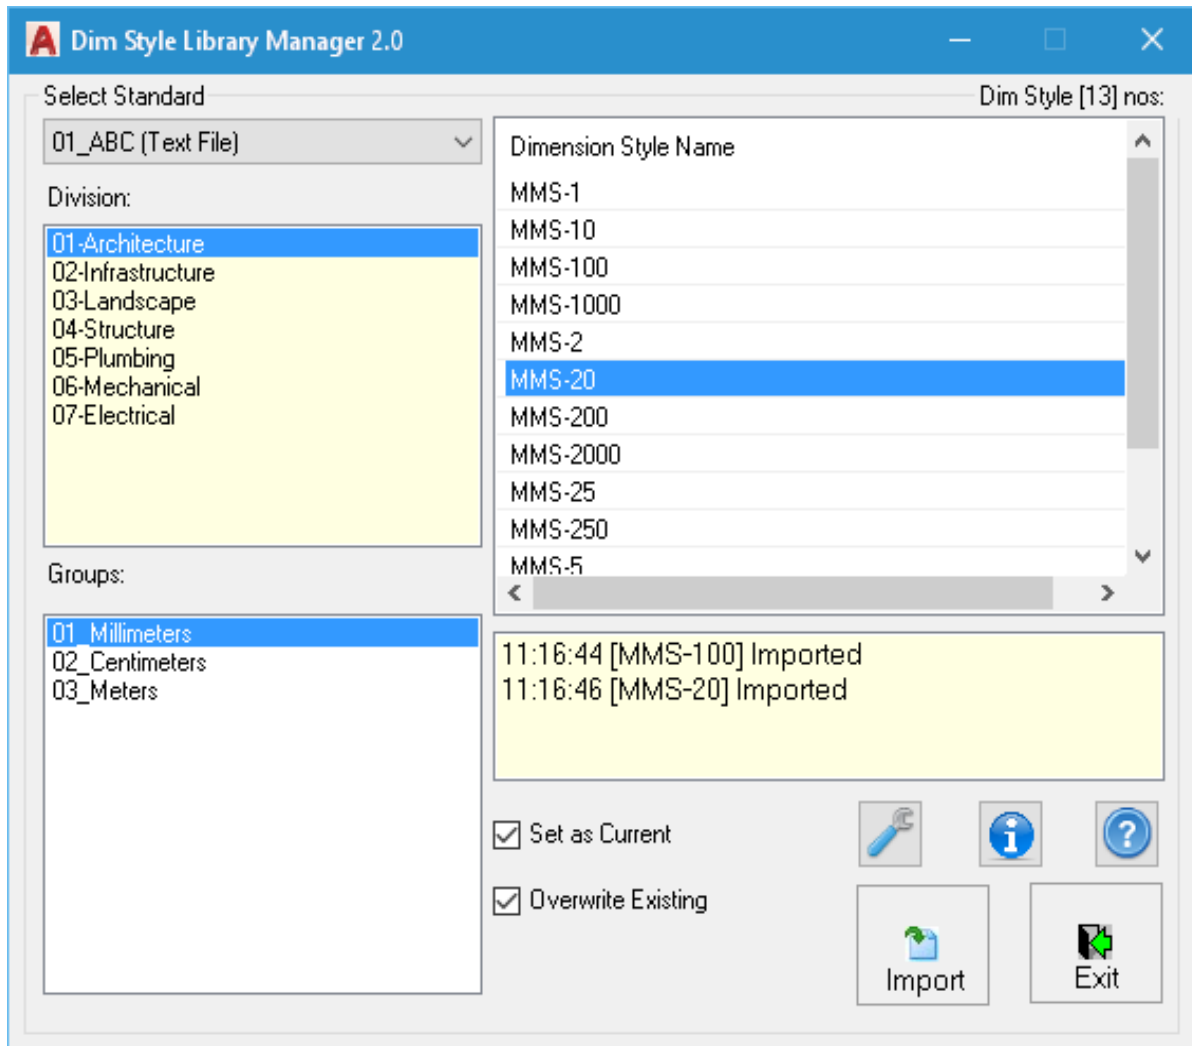 Dim Style Library Manager 2.0
Select Standard
Dim Style [13] nos:
01_ABC (Text File)
Division:
01-Architecture
02-Infrastructure
03-Landscape
04-Structure
05-Plumbing
06-Mechanical
07-Electrical
Groups:
01_Millimeters
02_Centimeters
03_Meters
Dimension Style Name
MMS-1
MMS-10
MMS-100
MMS-1000
MMS-2
MMS-20
MMS-200
MMS-2000
MMS-25
MMS-250
MMS-5
11:16:44 [MMS-100] Imported
11:16:46 [MMS-20] Imported
Set as Current
Overwrite Existing
Import
Exit